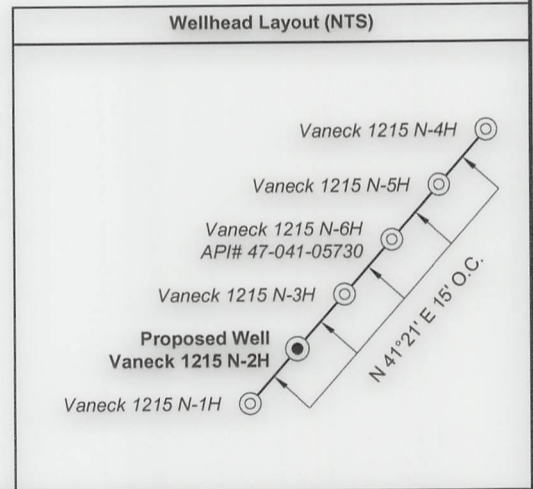 Wellhead Layout (NTS)
Vaneck 1215 N-4H
Vaneck 1215 N-5H
Vaneck 1215 N-6H
API# 47-041-05730
Vaneck 1215 N-3H
Proposed Well
Vaneck 1215 N-2H
Vaneck 1215 N-1H
N 41°21' E 15' O.C.